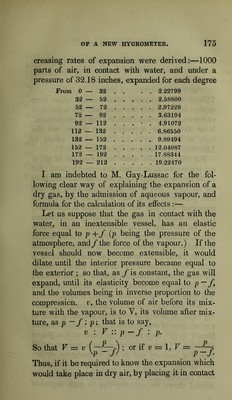 OF A NEW HYGROMETER. 175
creasing rates of expansion were derived:—1000
parts of air, in contact with water, and under a
pressure of 32.18 inches, expanded for each degree
From 0 — 32 . . . . . 2.22799
32 — 52 . . . . . 2.58800
52 — 72 . . . . . 2.97228
72 — 92 . . . . . 3.63194
92 — 112 . . . . . 4.91072
112 — 132 . . . . . 6.86550
132 — 152 . . . . . 9.89494
152 — 172 . . . . . 12.04087
172 — 192 . . . . . 17.88344
192 — 212 . . . . . 19.22470
I am indebted to M. Gay-Lussac for the fol-
lowing clear way of explaining the expansion of a
dry gas, by the admission of aqueous vapour, and
formula for the calculation of its effects:—
Let us suppose that the gas in contact with the
water, in an inextensible vessel, has an elastic
force equal to p + f (p being the pressure of the
atmosphere, and f the force of the vapour.) If the
vessel should now become extensible, it would
dilate until the interior pressure became equal to
the exterior; so that, as f is constant, the gas will
expand, until its elasticity become equal to p — f,
and the volumes being in inverse proportion to the
compression. v, the volume of air before its mix-
ture with the vapour, is to V, its volume after mix-
ture, as p — f : p; that is to say,
v : V :: p — f : p.
So that V = v (p / p — f); or if v = 1, V = p / p — f.
Thus, if it be required to know the expansion which
would take place in dry air, by placing it in contact